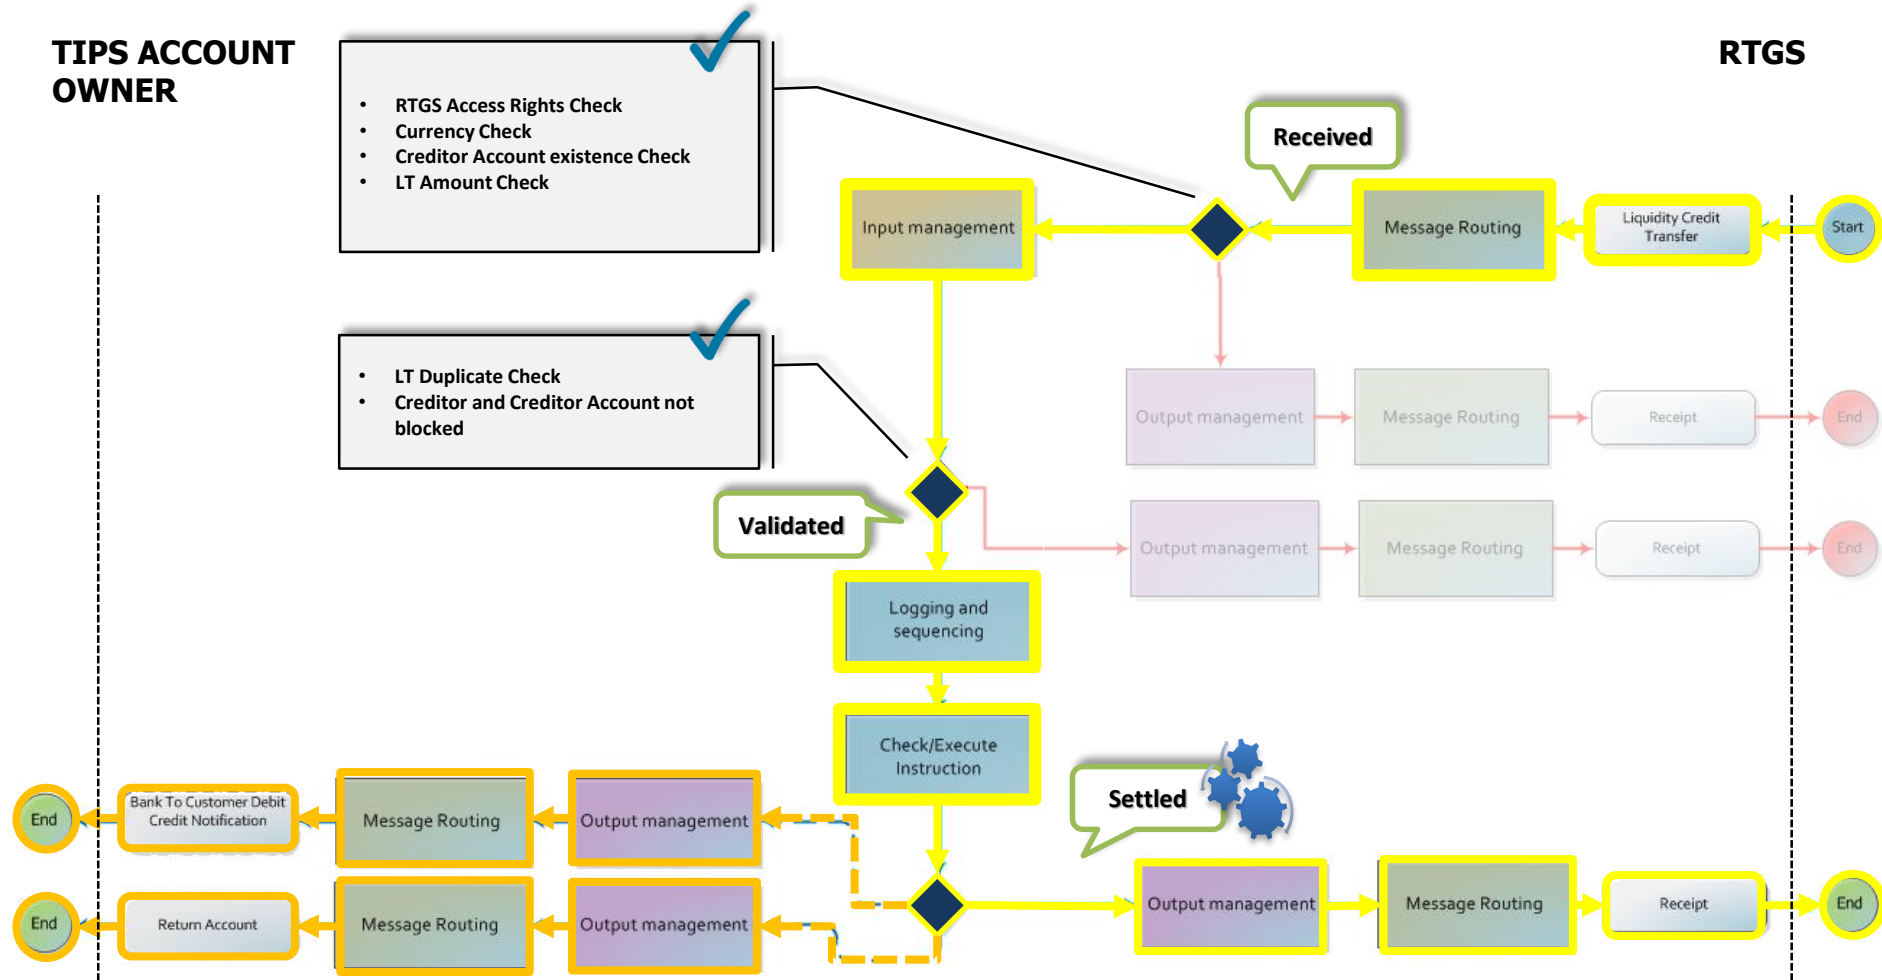 TIPS ACCOUNT
OWNER
RTGS
• RTGS Access Rights Check
• Currency Check
• Creditor Account existence Check
• LT Amount Check
Received
Input management
Message Routing
Liquidity Credit
Transfer
Start
• LT Duplicate Check
• Creditor and Creditor Account not
blocked
Output management
Message Routing
Receipt
End
Validated
Output management
Message Routing
Receipt
End
Logging and
sequencing
Check/Execute
Instruction
Settled
End
Bank To Customer Debit
Credit Notification
Message Routing
Output management
End
Return Account
Message Routing
Output management
Output management
Message Routing
Receipt
End